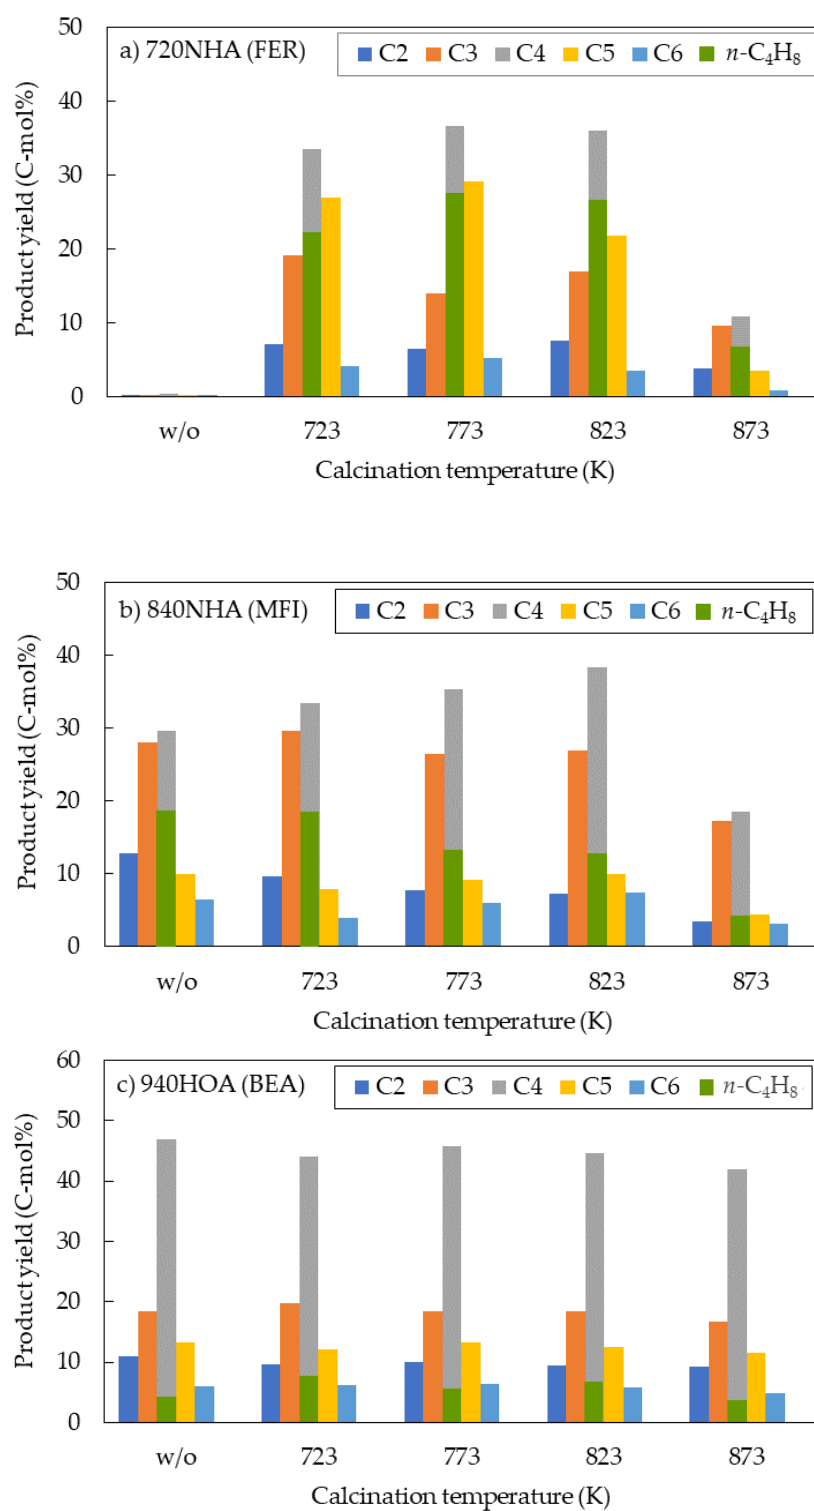 a) 720NHA (FER)
C2 C3 C4 C5 C6 n-C₄H₈
50
40
30
20
10
0
Product yield (C-mol%)
w/o 723 773 823 873
Calcination temperature (K)
b) 840NHA (MFI)
C2 C3 C4 C5 C6 n-C₄H₈
50
40
30
20
10
0
Product yield (C-mol%)
w/o 723 773 823 873
Calcination temperature (K)
c) 940HOA (BEA)
C2 C3 C4 C5 C6 n-C₄H₈
60
50
40
30
20
10
0
Product yield (C-mol%)
w/o 723 773 823 873
Calcination temperature (K)